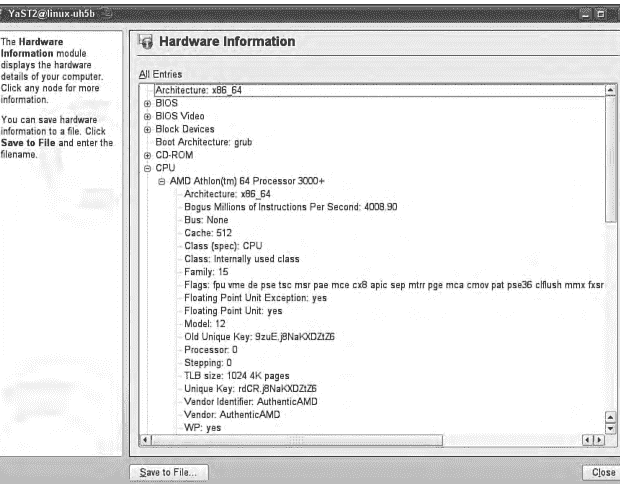 YaST2@linux-uh5b
The Hardware
Information module
displays the hardware
details of your computer.
Click any node for more
information.
You can save hardware
information to a file. Click
Save to File and enter the
filename.
Hardware Information
All Entries
Architecture: x86_64
BIOS
BIOS Video
Block Devices
Boot Architecture: grub
CD-ROM
CPU
AMD Athlon(tm) 64 Processor 3000+
Architecture: x86_64
Bogus Millions of Instructions Per Second: 4008.90
Bus: None
Cache: 512
Class (spec): CPU
Class: Internally used class
Family: 15
Flags: fpu vme de pse tsc msr pae mce cx8 apic sep mtrr pge mca cmov pat pse36 clflush mmx fxsr
Floating Point Unit Exception: yes
Floating Point Unit: yes
Model: 12
Old Unique Key: 9zuE.j8NaKXDZtZ6
Processor: 0
Stepping: 0
TLB size: 1024 4K pages
Unique Key: rdCR.j8NaKXDZtZ6
Vendor Identifier: AuthenticAMD
Vendor: AuthenticAMD
WP: yes
Save to File...
Close